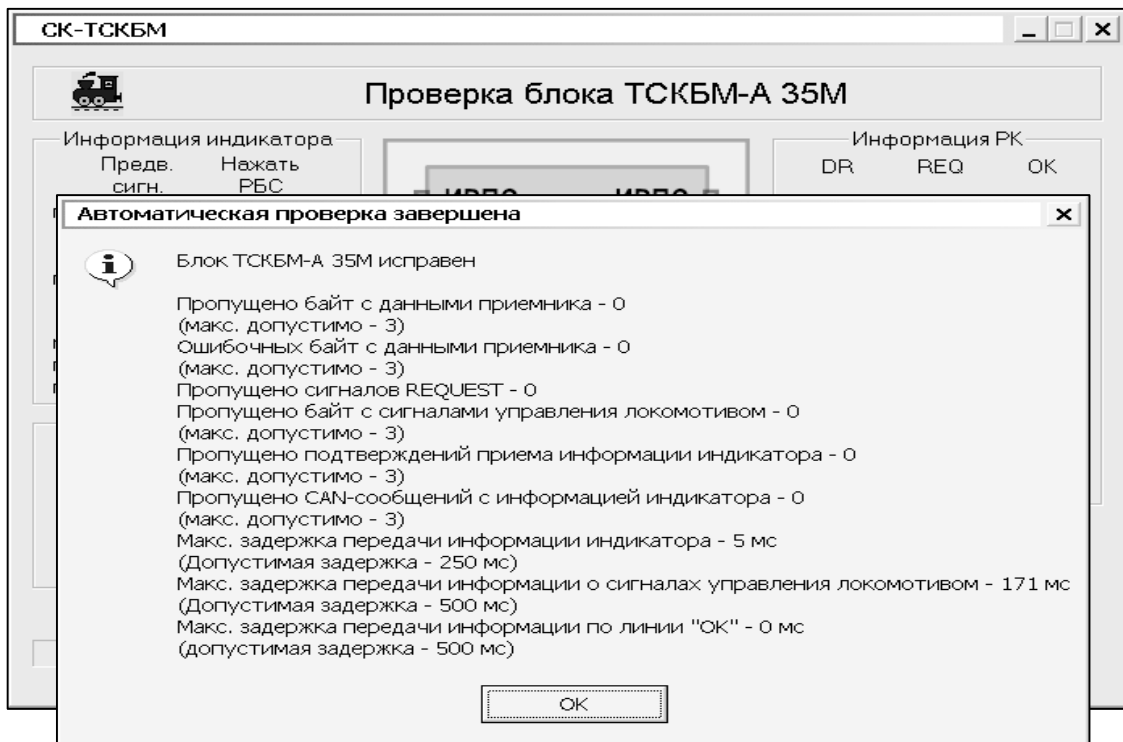 СК-ТСКБМ
Проверка блока ТСКБМ-А 35М
Информация индикатора
Информация РК
Предв. Нажать
DR REQ OK
сигн. РБС
Автоматическая проверка завершена
Блок ТСКБМ-А 35М исправен
Пропущено байт с данными приемника - 0
(макс. допустимо - 3)
Ошибочных байт с данными приемника - 0
(макс. допустимо - 3)
Пропущено сигналов REQUEST - 0
Пропущено байт с сигналами управления локомотивом - 0
(макс. допустимо - 3)
Пропущено подтверждений приема информации индикатора - 0
(макс. допустимо - 3)
Пропущено CAN-сообщений с информацией индикатора - 0
(макс. допустимо - 3)
Макс. задержка передачи информации индикатора - 5 мс
(Допустимая задержка - 250 мс)
Макс. задержка передачи информации о сигналах управления локомотивом - 171 мс
(Допустимая задержка - 500 мс)
Макс. задержка передачи информации по линии "ОК" - 0 мс
(допустимая задержка - 500 мс)
ОК